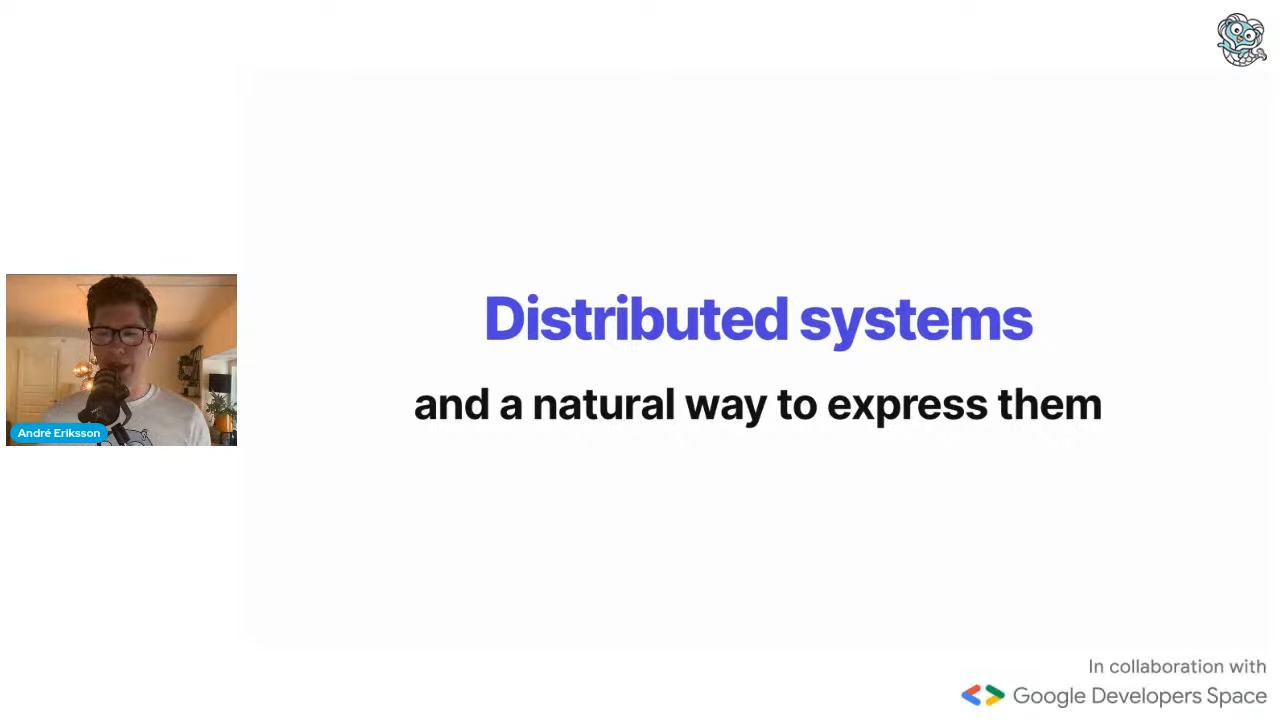 Distributed systems
and a natural way to express them
André Eriksson
In collaboration with
Google Developers Space